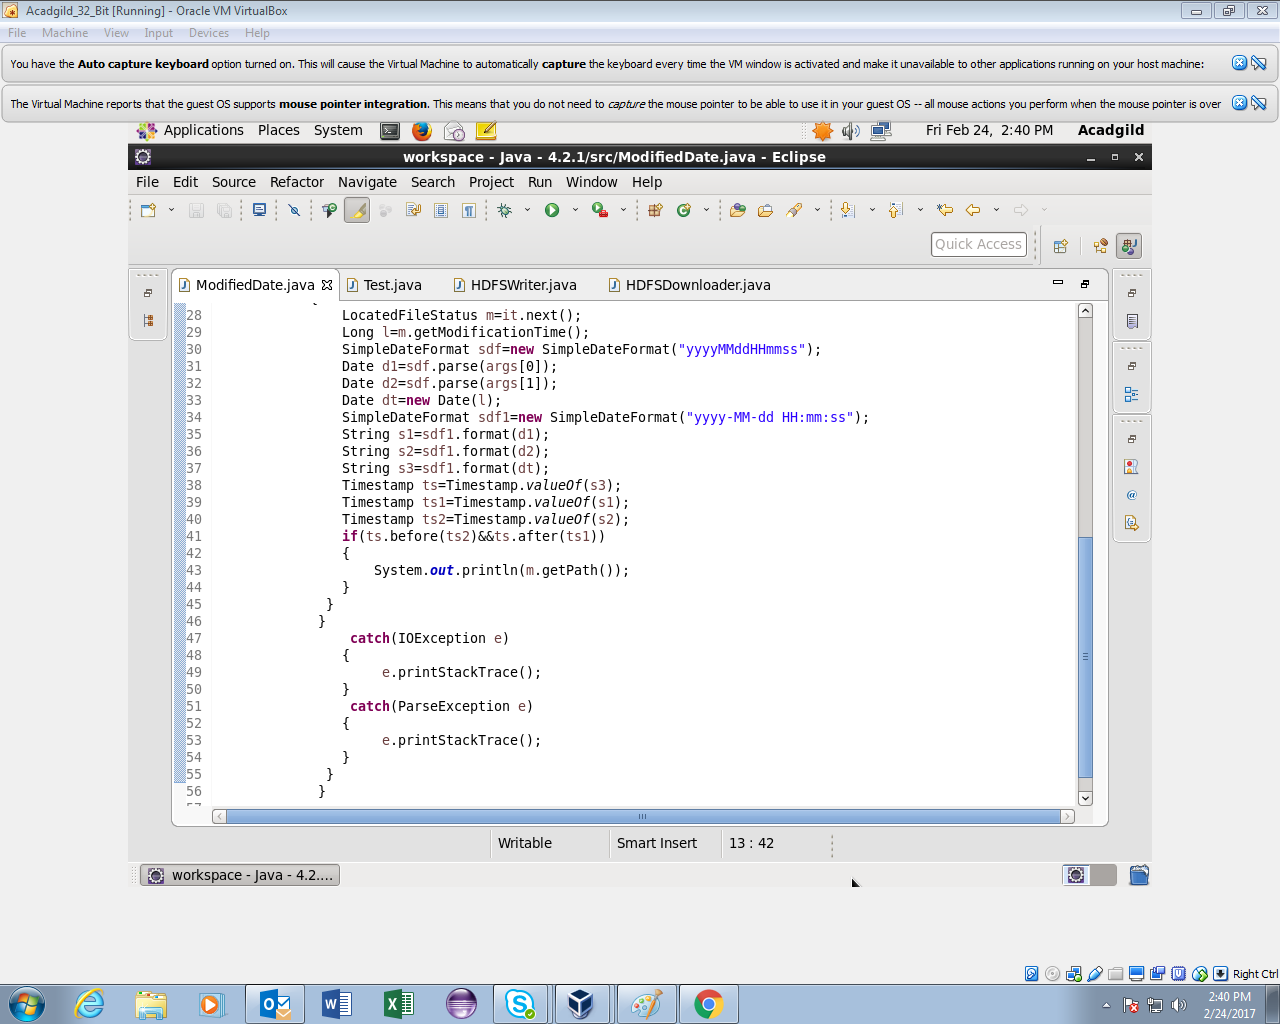 Acadgild_32_Bit [Running] - Oracle VM VirtualBox
File Machine View Input Devices Help
You have the Auto capture keyboard option turned on. This will cause the Virtual Machine to automatically capture the keyboard every time the VM window is activated and make it unavailable to other applications running on your host machine:
The Virtual Machine reports that the guest OS supports mouse pointer integration. This means that you do not need to capture the mouse pointer to be able to use it in your guest OS -- all mouse actions you perform when the mouse pointer is over
Applications Places System Fri Feb 24, 2:40 PM Acadgild
workspace - Java - 4.2.1/src/ModifiedDate.java - Eclipse
File Edit Source Refactor Navigate Search Project Run Window Help
Quick Access
ModifiedDate.java Test.java HDFSWriter.java HDFSDownloader.java
28 LocatedFileStatus m=it.next();
29 Long l=m.getModificationTime();
30 SimpleDateFormat sdf=new SimpleDateFormat("yyyyMMddHHmmss");
31 Date d1=sdf.parse(args[0]);
32 Date d2=sdf.parse(args[1]);
33 Date dt=new Date(l);
34 SimpleDateFormat sdf1=new SimpleDateFormat("yyyy-MM-dd HH:mm:ss");
35 String s1=sdf1.format(d1);
36 String s2=sdf1.format(d2);
37 String s3=sdf1.format(dt);
38 Timestamp ts=Timestamp.valueOf(s3);
39 Timestamp ts1=Timestamp.valueOf(s1);
40 Timestamp ts2=Timestamp.valueOf(s2);
41 if(ts.before(ts2)&&ts.after(ts1))
42 {
43 System.out.println(m.getPath());
44 }
45 }
46 }
47 catch(IOException e)
48 {
49 e.printStackTrace();
50 }
51 catch(ParseException e)
52 {
53 e.printStackTrace();
54 }
55 }
56 }
Writable Smart Insert 13 : 42
workspace - Java - 4.2....
Right Ctrl
2:40 PM
2/24/2017